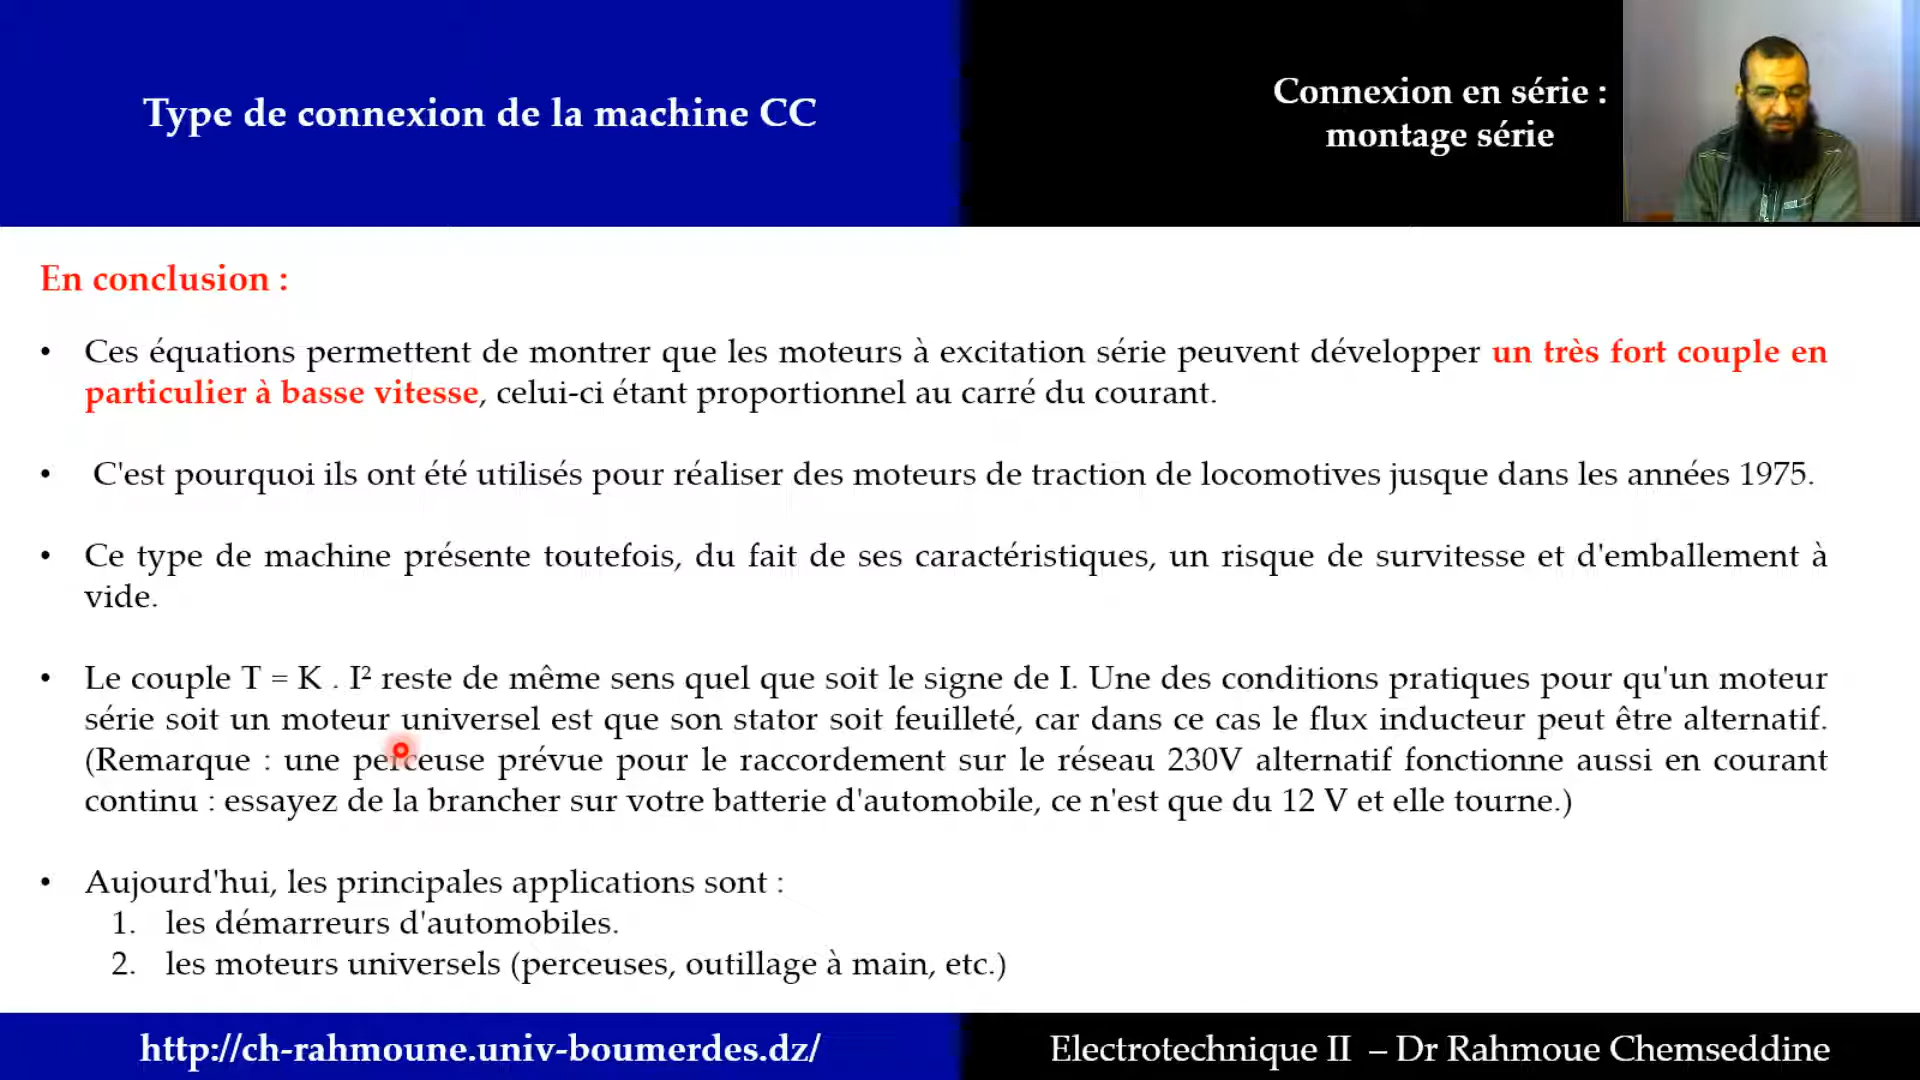 Type de connexion de la machine CC
Connexion en série :
montage série
En conclusion :
• Ces équations permettent de montrer que les moteurs à excitation série peuvent développer un très fort couple en
particulier à basse vitesse, celui-ci étant proportionnel au carré du courant.
• C'est pourquoi ils ont été utilisés pour réaliser des moteurs de traction de locomotives jusque dans les années 1975.
• Ce type de machine présente toutefois, du fait de ses caractéristiques, un risque de survitesse et d'emballement à
vide.
• Le couple T = K . I² reste de même sens quel que soit le signe de I. Une des conditions pratiques pour qu'un moteur
série soit un moteur universel est que son stator soit feuilleté, car dans ce cas le flux inducteur peut être alternatif.
(Remarque : une perceuse prévue pour le raccordement sur le réseau 230V alternatif fonctionne aussi en courant
continu : essayez de la brancher sur votre batterie d'automobile, ce n'est que du 12 V et elle tourne.)
• Aujourd'hui, les principales applications sont :
1. les démarreurs d'automobiles.
2. les moteurs universels (perceuses, outillage à main, etc.)
http://ch-rahmoune.univ-boumerdes.dz/
Electrotechnique II – Dr Rahmoue Chemseddine